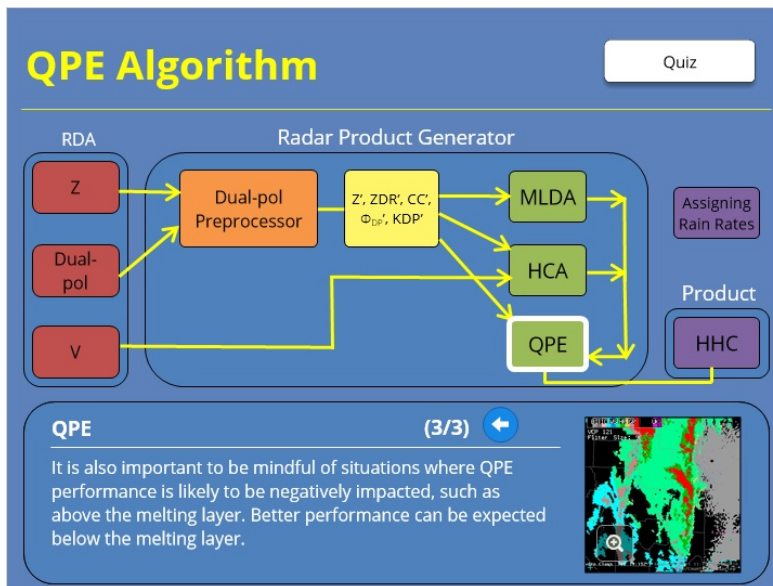 QPE Algorithm
Quiz
RDA
Radar Product Generator
Z
Dual-pol
Preprocessor
Z', ZDR', CC',
ΦDP', KDP'
MLDA
Assigning
Rain Rates
Dual-
pol
HCA
Product
V
QPE
HHC
QPE
(3/3)
It is also important to be mindful of situations where QPE
performance is likely to be negatively impacted, such as
above the melting layer. Better performance can be expected
below the melting layer.
VCP 121